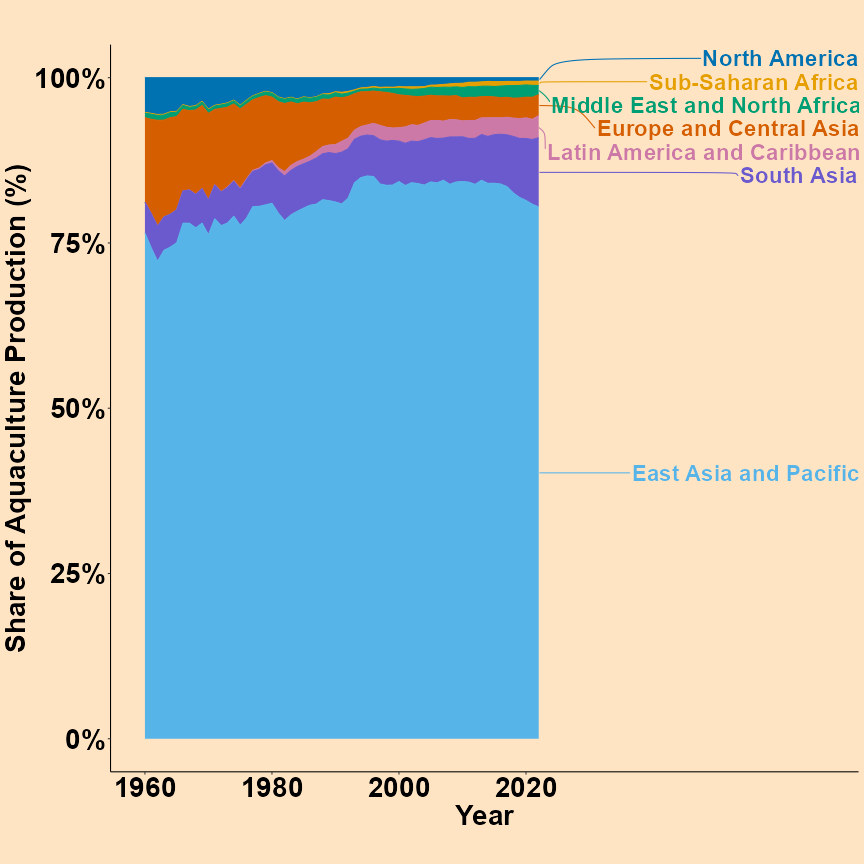 100%
75%
50%
25%
0%
Share of Aquaculture Production (%)
North America
Sub-Saharan Africa
Middle East and North Africa
Europe and Central Asia
Latin America and Caribbean
South Asia
East Asia and Pacific
1960 1980 2000 2020
Year